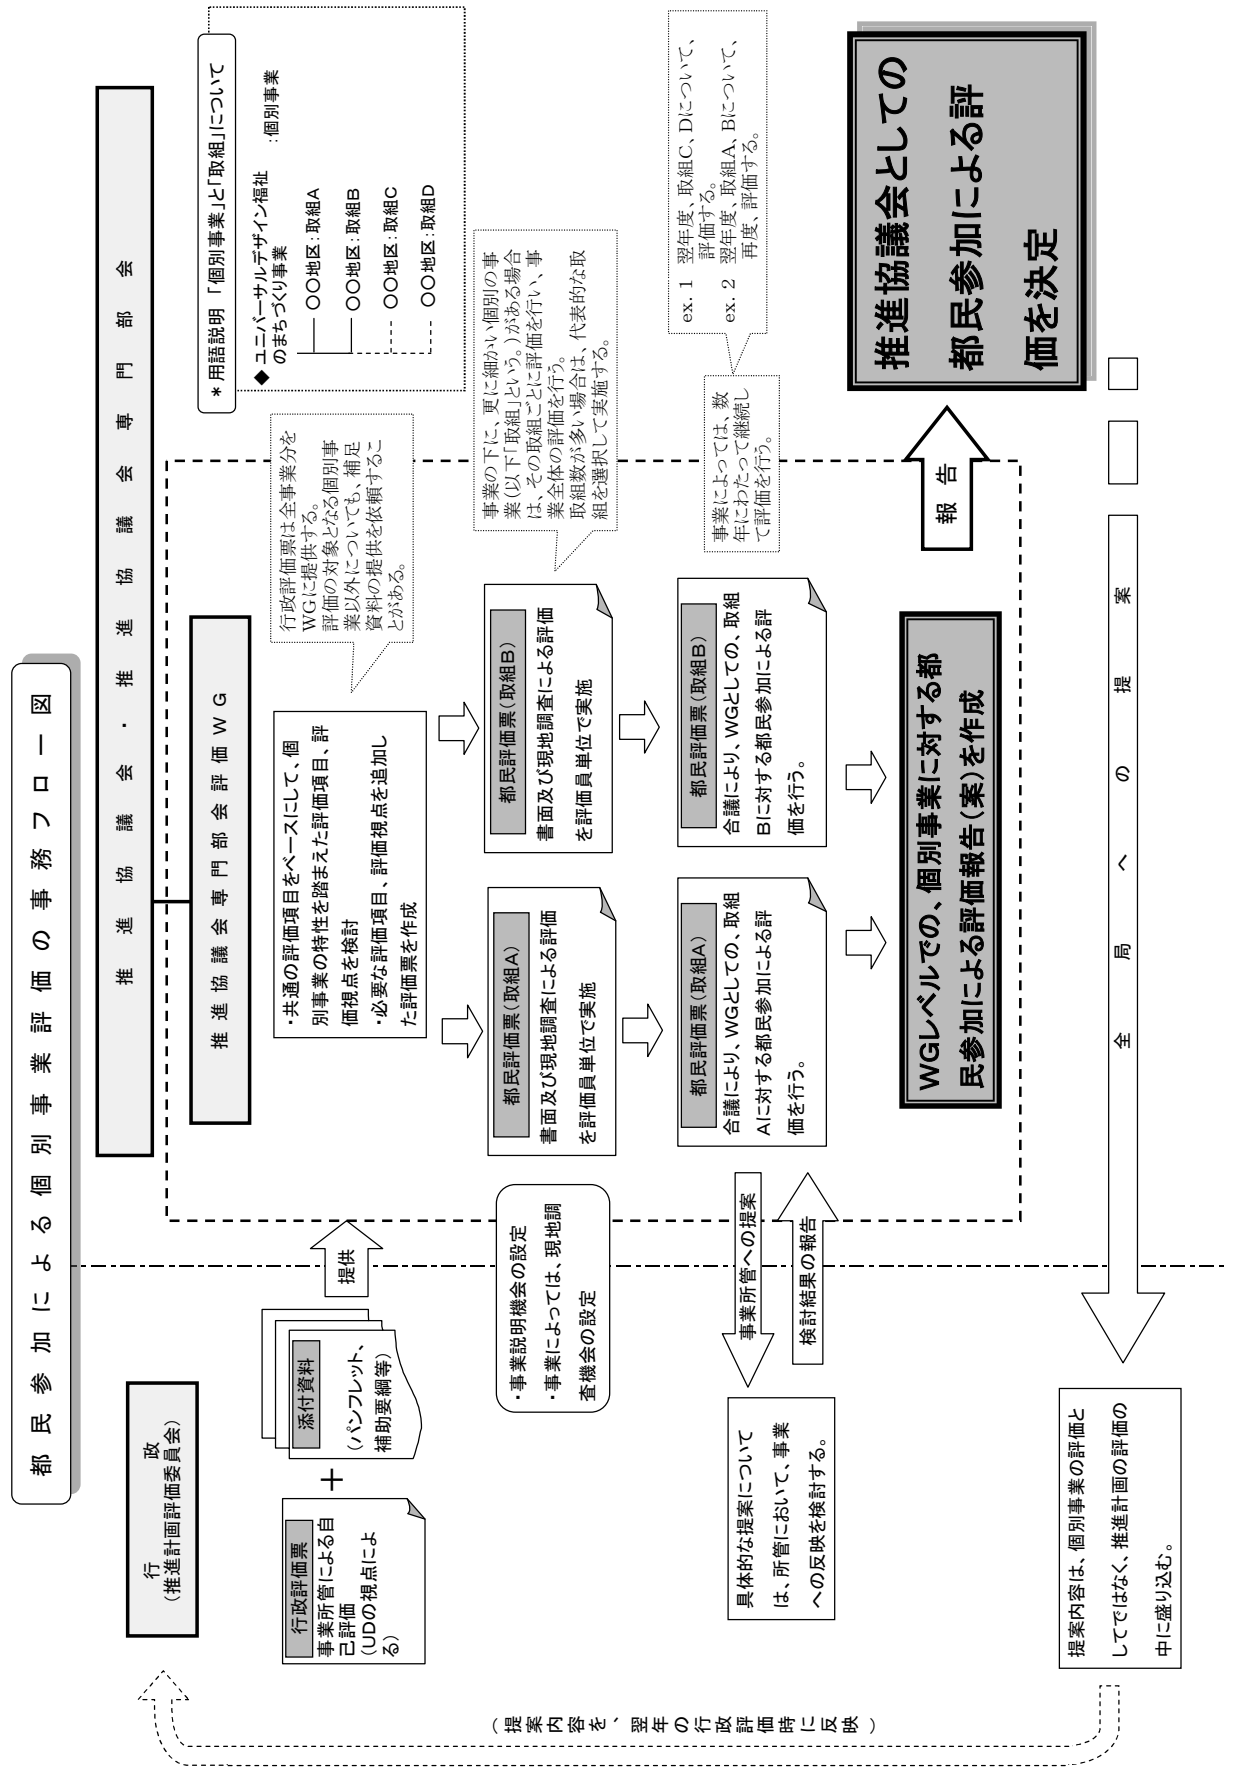 都民参加による個別事業評価の事務フロー図
行　政
（推進計画評価委員会）
推進協議会・推進協議会専門部会
推進協議会専門部会評価ＷＧ
＊用語説明「個別事業」と「取組」について
◆ユニバーサルデザイン福祉
のまちづくり事業
：個別事業
○○地区：取組Ａ
○○地区：取組Ｂ
○○地区：取組Ｃ
○○地区：取組Ｄ
行政評価票
事業所管による自
己評価
（UDの視点によ
る）
＋
添付資料
（パンフレット、
補助要綱等）
提供
・共通の評価項目をベースにして、個
別事業の特性を踏まえた評価項目、評
価視点を検討
・必要な評価項目、評価視点を追加し
た評価票を作成
行政評価票は全事業分を
WGに提供する。
評価の対象となる個別事
業以外についても、補足
資料の提供を依頼するこ
とがある。
・事業説明機会の設定
・事業によっては、現地調
査機会の設定
都民評価票（取組Ａ）
書面及び現地調査による評価
を評価員単位で実施
都民評価票（取組Ｂ）
書面及び現地調査による評価
を評価員単位で実施
事業の下に、更に細かい個別の事
業（以下「取組」という。）がある場合
は、その取組ごとに評価を行い、事
業全体の評価を行う。
取組数が多い場合は、代表的な取
組を選択して実施する。
都民評価票（取組Ａ）
合議により、WGとしての、取組
Ａに対する都民参加による評
価を行う。
都民評価票（取組Ｂ）
合議により、WGとしての、取組
Ｂに対する都民参加による評
価を行う。
事業によっては、数
年にわたって継続し
て評価を行う。
ex. 1　翌年度、取組C、Dについて、
評価する。
ex. 2　翌年度、取組A、Bについて、
再度、評価する。
事業所管への提案
検討結果の報告
具体的な提案について
は、所管において、事業
への反映を検討する。
WGレベルでの、個別事業に対する都
民参加による評価報告（案）を作成
報告
推進協議会としての
都民参加による評
価を決定
全局への提案
提案内容は、個別事業の評価と
してではなく、推進計画の評価の
中に盛り込む。
（提案内容を、翌年の行政評価時に反映）